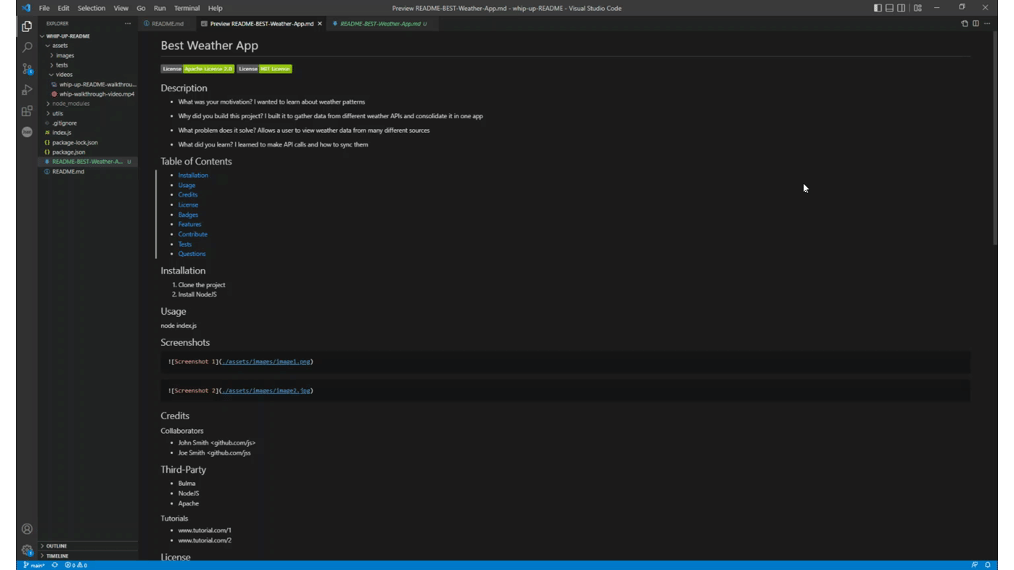 File Edit Selection View Go Run Terminal Help
Preview README-BEST-Weather-App.md - whip-up-README - Visual Studio Code
EXPLORER
README.md
Preview README-BEST-Weather-App.md
README-BEST-Weather-App.md U
WHIP-UP-README
assets
images
tests
videos
whip-up-README-walkthrou...
whip-walkthrough-video.mp4
node_modules
utils
.gitignore
index.js
package-lock.json
package.json
README-BEST-Weather-A... U
README.md
OUTLINE
TIMELINE
Best Weather App
License Apache License 2.0 License MIT License
Description
• What was your motivation? I wanted to learn about weather patterns
• Why did you build this project? I built it to gather data from different weather APIs and consolidate it in one app
• What problem does it solve? Allows a user to view weather data from many different sources
• What did you learn? I learned to make API calls and how to sync them
Table of Contents
• Installation
• Usage
• Credits
• License
• Badges
• Features
• Contribute
• Tests
• Questions
Installation
1. Clone the project
2. Install NodeJS
Usage
node index.js
Screenshots
![Screenshot 1](./assets/images/image1.png)
![Screenshot 2](./assets/images/image2.jpg)
Credits
Collaborators
• John Smith <github.com/js>
• Joe Smith <github.com/jss
Third-Party
• Bulma
• NodeJS
• Apache
Tutorials
• www.tutorial.com/1
• www.tutorial.com/2
License
main*
0 0